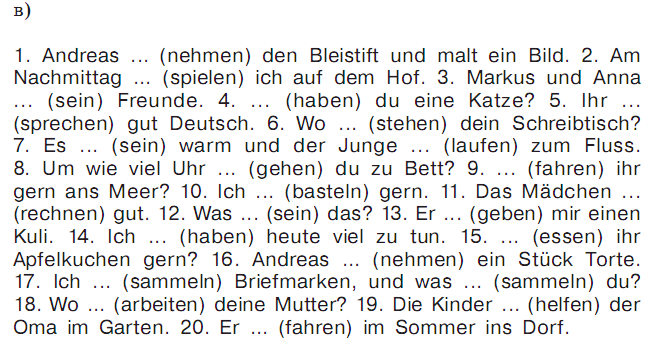 в)
1. Andreas ... (nehmen) den Bleistift und malt ein Bild. 2. Am
Nachmittag ... (spielen) ich auf dem Hof. 3. Markus und Anna
... (sein) Freunde. 4. ... (haben) du eine Katze? 5. Ihr ...
(sprechen) gut Deutsch. 6. Wo ... (stehen) dein Schreibtisch?
7. Es ... (sein) warm und der Junge ... (laufen) zum Fluss.
8. Um wie viel Uhr ... (gehen) du zu Bett? 9. ... (fahren) ihr
gern ans Meer? 10. Ich ... (basteln) gern. 11. Das Mädchen ...
(rechnen) gut. 12. Was ... (sein) das? 13. Er ... (geben) mir einen
Kuli. 14. Ich ... (haben) heute viel zu tun. 15. ... (essen) ihr
Apfelkuchen gern? 16. Andreas ... (nehmen) ein Stück Torte.
17. Ich ... (sammeln) Briefmarken, und was ... (sammeln) du?
18. Wo ... (arbeiten) deine Mutter? 19. Die Kinder ... (helfen) der
Oma im Garten. 20. Er ... (fahren) im Sommer ins Dorf.